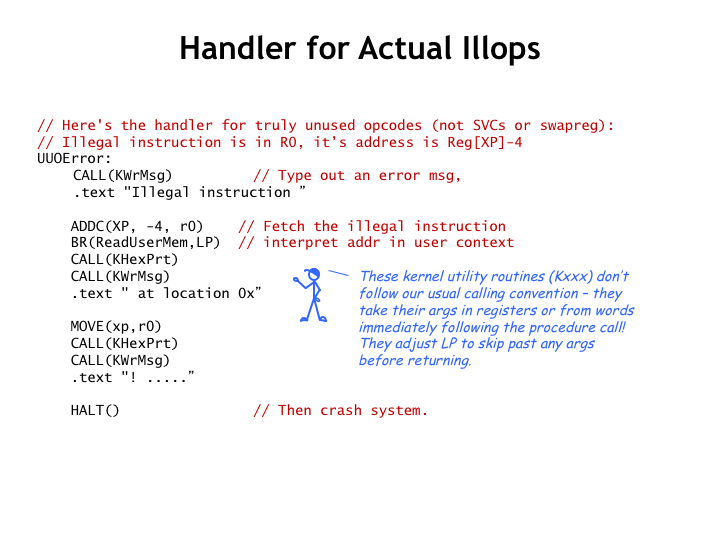 Handler for Actual Illops
// Here's the handler for truly unused opcodes (not SVCs or swapreg):
// Illegal instruction is in R0, it’s address is Reg[XP]-4
UUOError:
CALL(KWrMsg) // Type out an error msg,
.text "Illegal instruction ”
ADDC(XP, -4, r0) // Fetch the illegal instruction
BR(ReadUserMem,LP) // interpret addr in user context
CALL(KHexPrt)
CALL(KWrMsg)
.text " at location 0x”
MOVE(xp,r0)
CALL(KHexPrt)
CALL(KWrMsg)
.text "! .....”
HALT() // Then crash system.
These kernel utility routines (Kxxx) don’t
follow our usual calling convention – they
take their args in registers or from words
immediately following the procedure call!
They adjust LP to skip past any args
before returning.